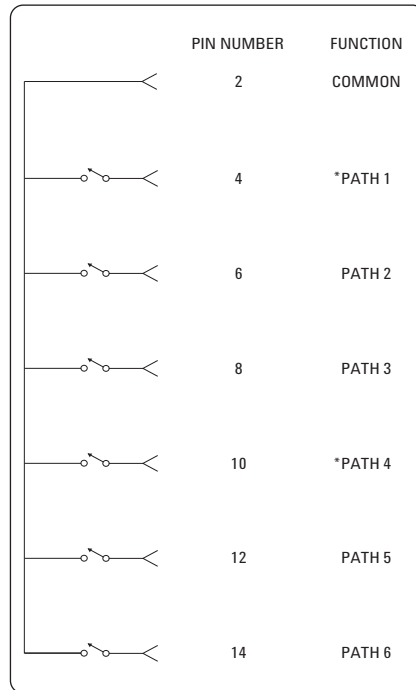 PIN NUMBER FUNCTION
2 COMMON
4 *PATH 1
6 PATH 2
8 PATH 3
10 *PATH 4
12 PATH 5
14 PATH 6